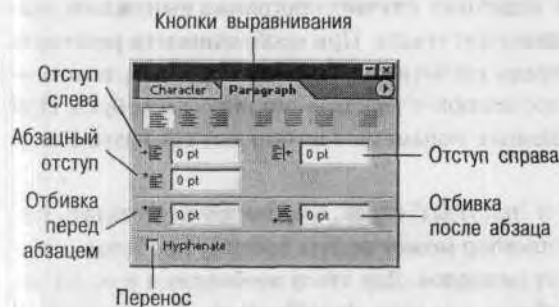 Кнопки выравнивания
Character
Paragraph
Отступ
слева
0 pt
0 pt
Отступ справа
Абзацный
отступ
0 pt
Отбивка
перед
абзацем
0 pt
0 pt
Отбивка
после абзаца
Hyphenate
Перенос